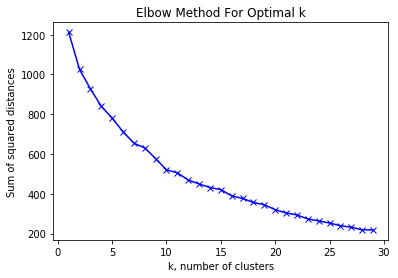 Elbow Method For Optimal k
1200
1000
800
600
400
200
Sum of squared distances
0 5 10 15 20 25 30
k, number of clusters